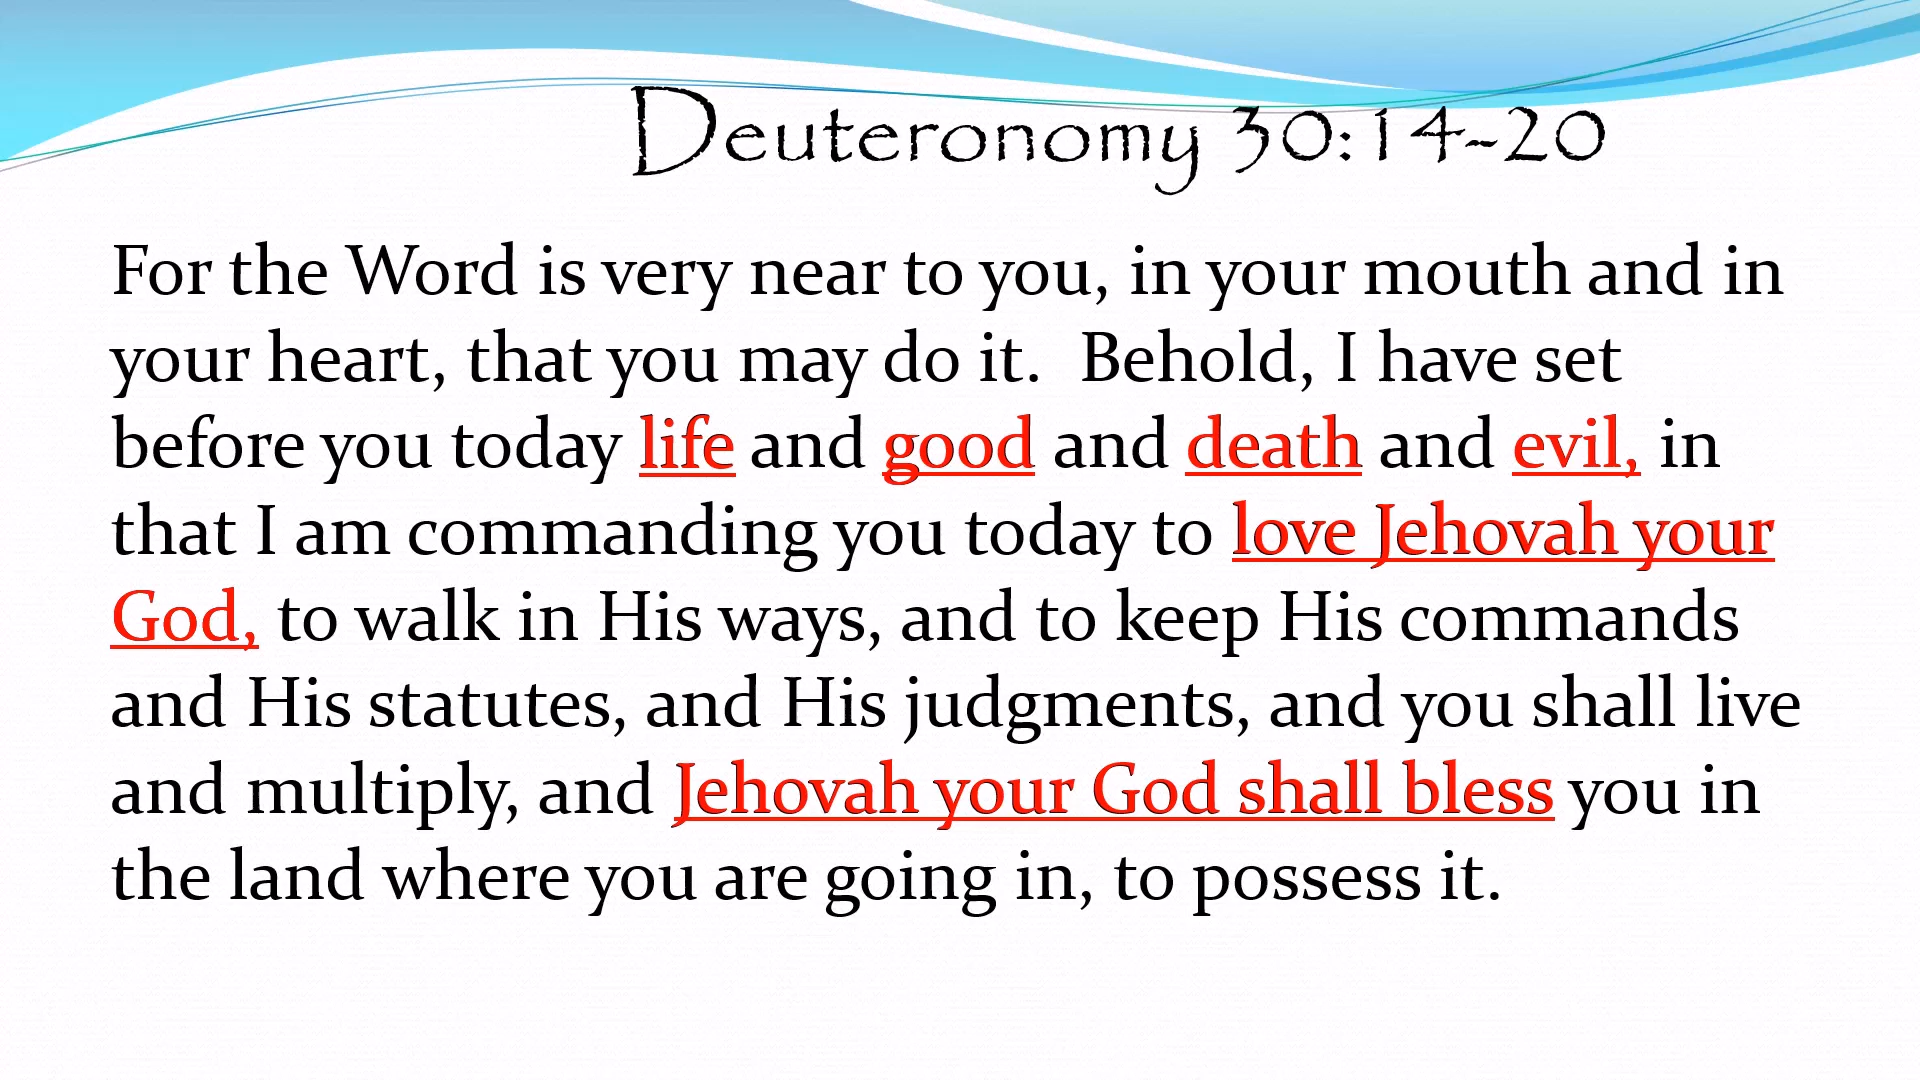 Deuteronomy 30:14-20
For the Word is very near to you, in your mouth and in
your heart, that you may do it.  Behold, I have set
before you today life and good and death and evil, in
that I am commanding you today to love Jehovah your
God, to walk in His ways, and to keep His commands
and His statutes, and His judgments, and you shall live
and multiply, and Jehovah your God shall bless you in
the land where you are going in, to possess it.